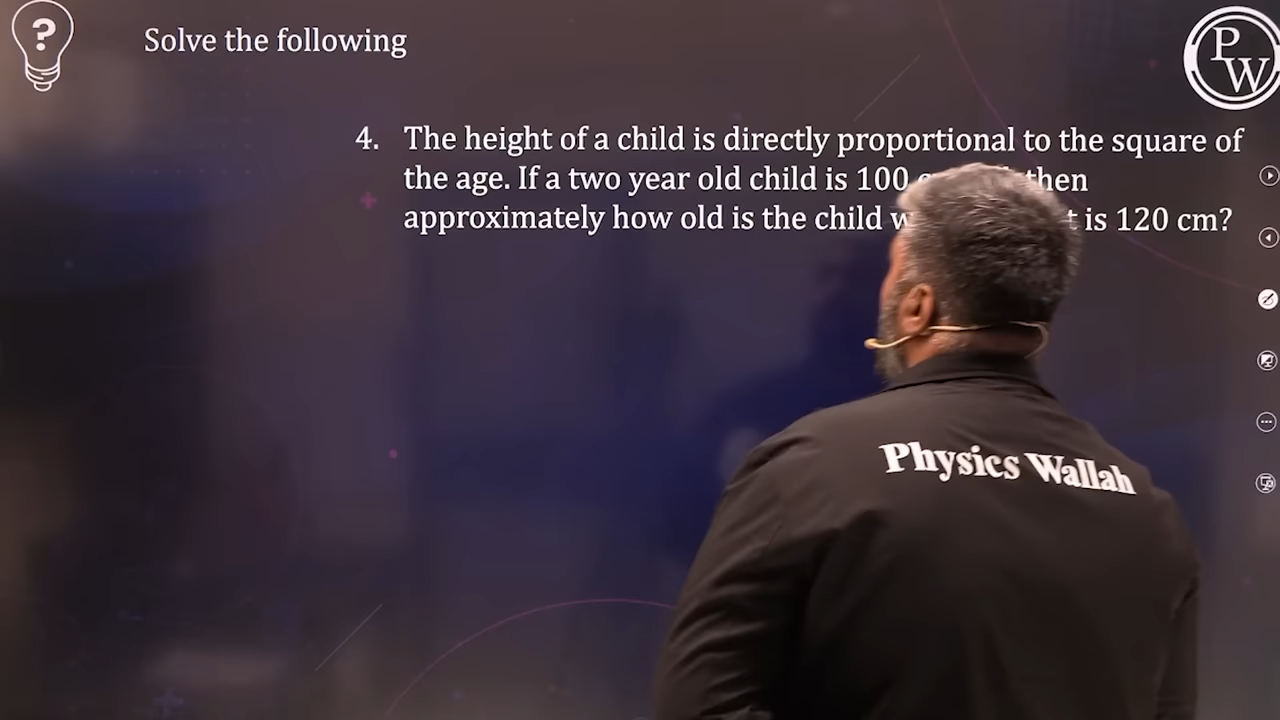 ?
Solve the following
PW
4. The height of a child is directly proportional to the square of
the age. If a two year old child is 100 then
approximately how old is the child is 120 cm?
Physics Wallah